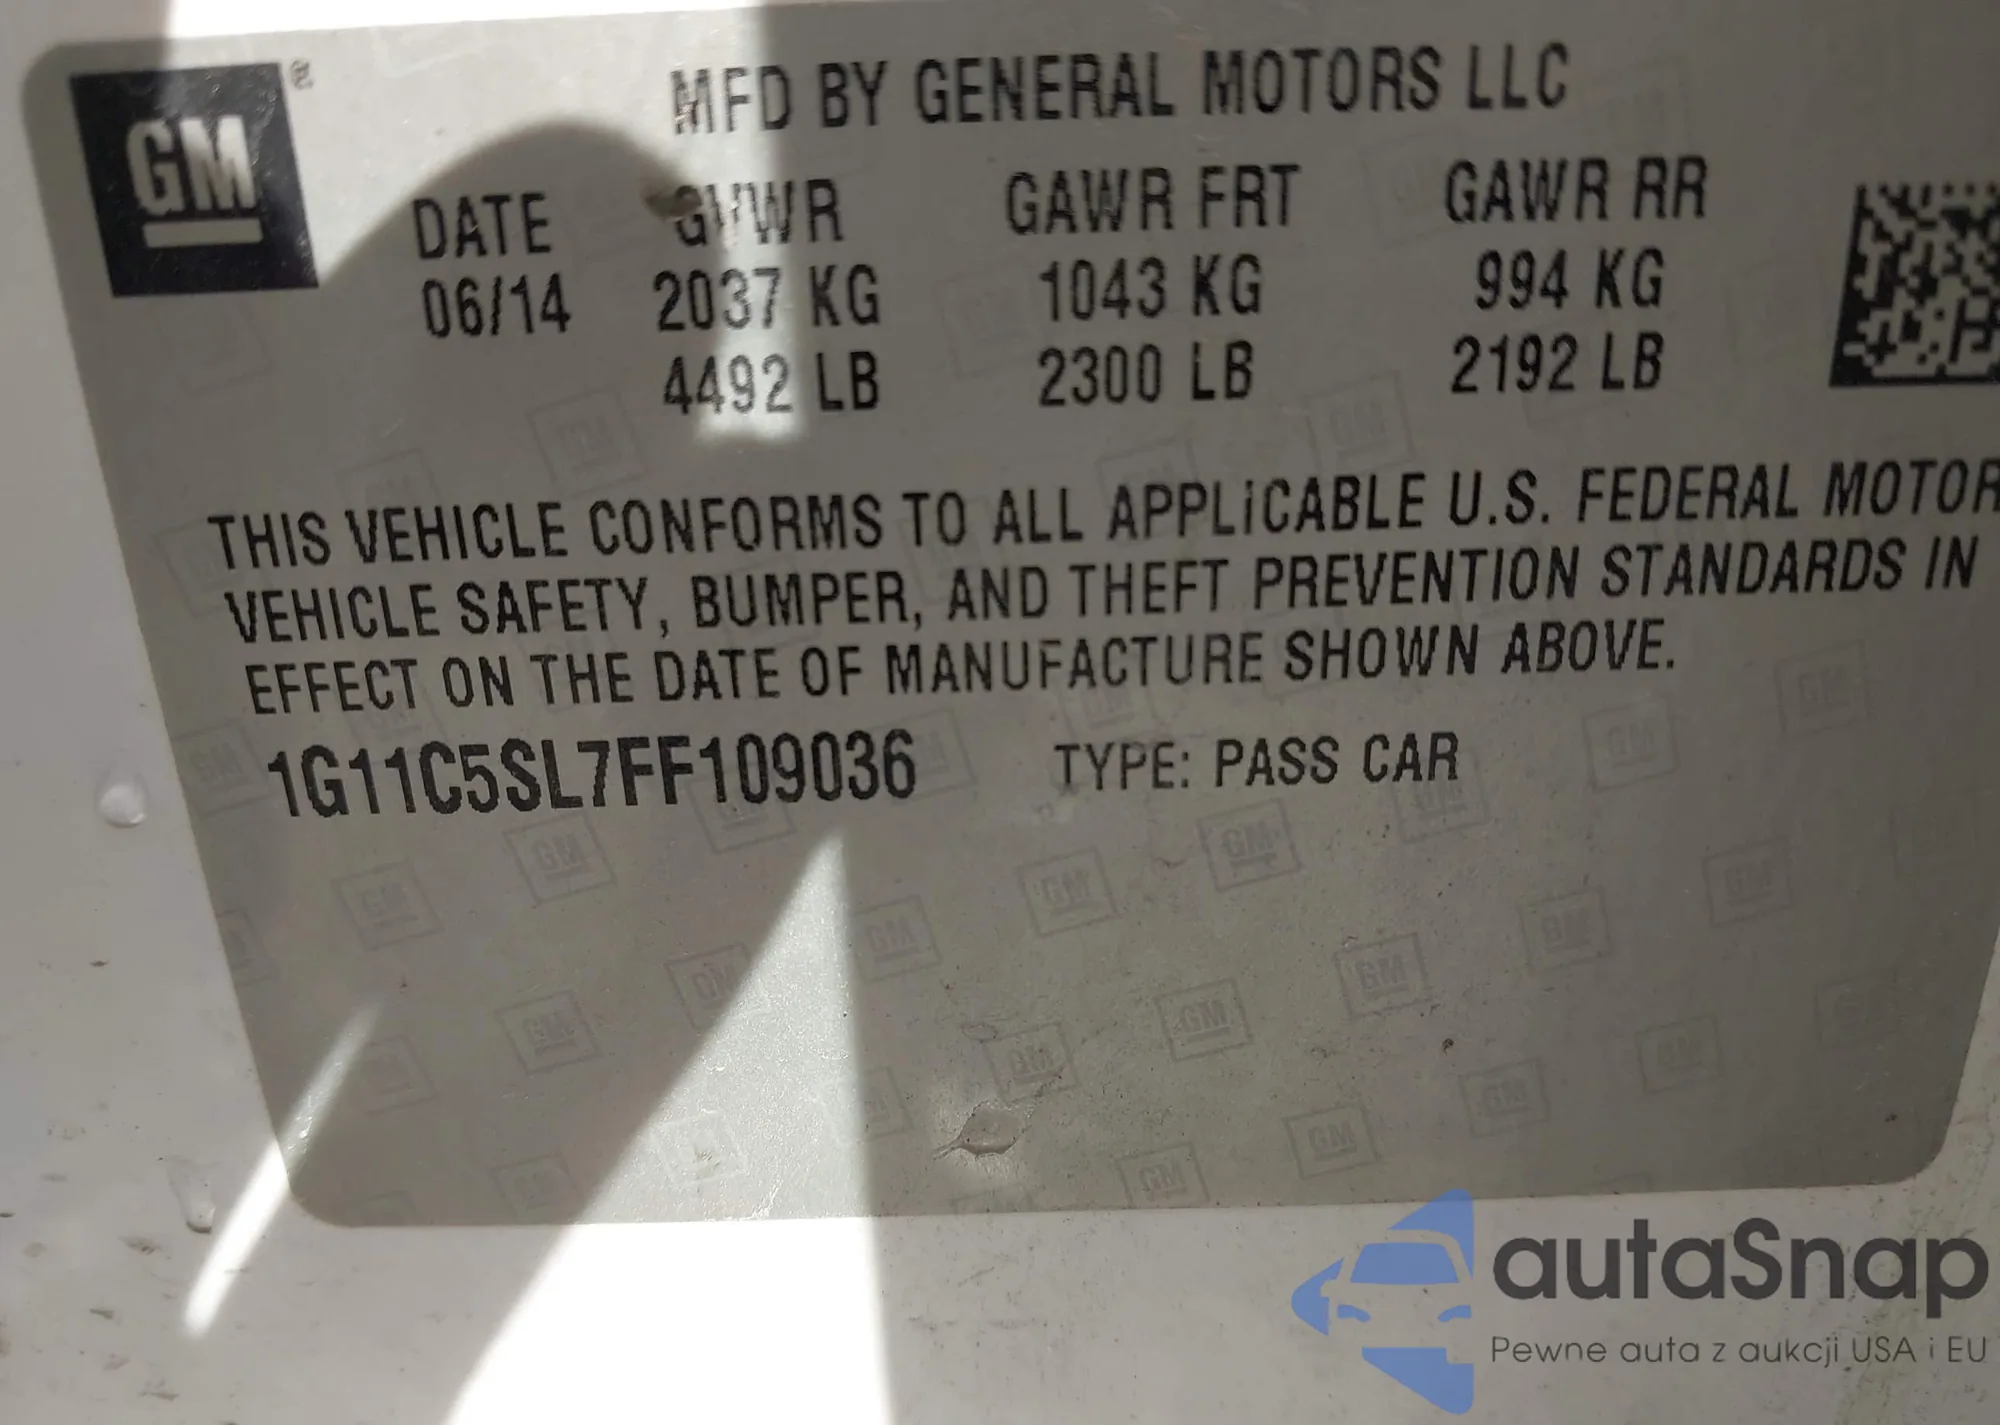 GM
MFD BY GENERAL MOTORS LLC
DATE GVWR GAWR FRT GAWR RR
06/14 2037 KG 1043 KG 994 KG
4492 LB 2300 LB 2192 LB
THIS VEHICLE CONFORMS TO ALL APPLICABLE U.S. FEDERAL MOTOR
VEHICLE SAFETY, BUMPER, AND THEFT PREVENTION STANDARDS IN
EFFECT ON THE DATE OF MANUFACTURE SHOWN ABOVE.
1G11C5SL7FF109036 TYPE: PASS CAR
autoSnap
Pewne auta z aukcji USA i EU